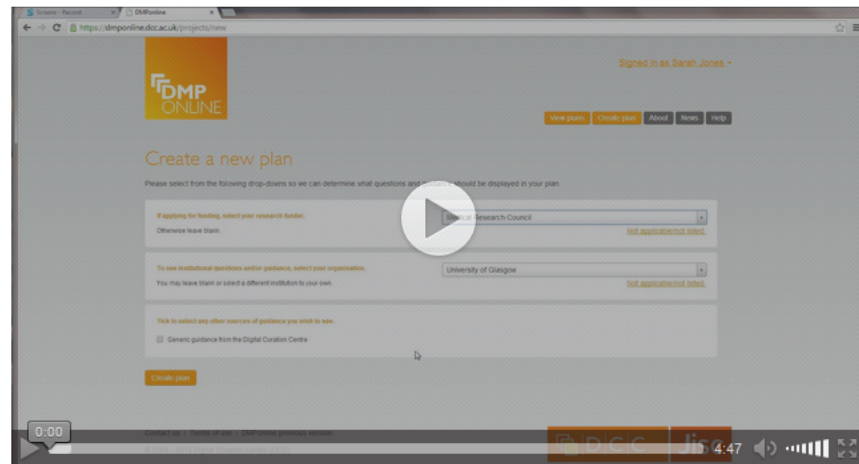 Screenr - Record
DMPonline
https://dmponline.dcc.ac.uk/projects/new
DMP
ONLINE
Signed in as Sarah Jones
View plans
Create plan
About
News
Help
Create a new plan
Please select from the following drop-downs so we can determine what questions and guidance should be displayed in your plan
If applying for funding, select your research funder.
Otherwise leave blank.
Medical Research Council
Not applicable/not listed.
To see institutional questions and/or guidance, select your organisation.
You may leave blank or select a different institution to your own.
University of Glasgow
Not applicable/not listed.
Tick to select any other sources of guidance you wish to use.
Generic guidance from the Digital Curation Centre
Create plan
0:00
Contact us | Terms of use | DMPonline previous version
DCC
Jisc
4:47